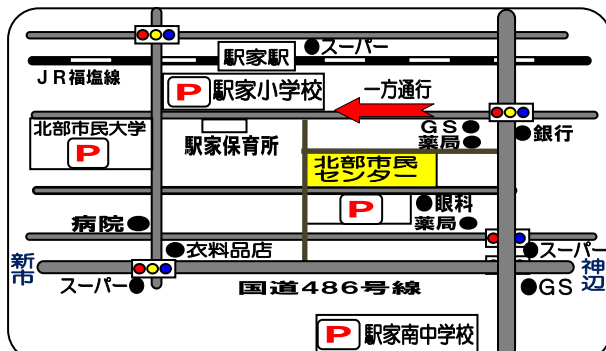 駅家駅
スーパー
JR福塩線
P
駅家小学校
一方通行
北部市民大学
P
駅家保育所
GS
薬局
銀行
北部市民
センター
P
眼科
薬局
病院
衣料品店
スーパー
新市
神辺
スーパー
国道486号線
GS
P
駅家南中学校